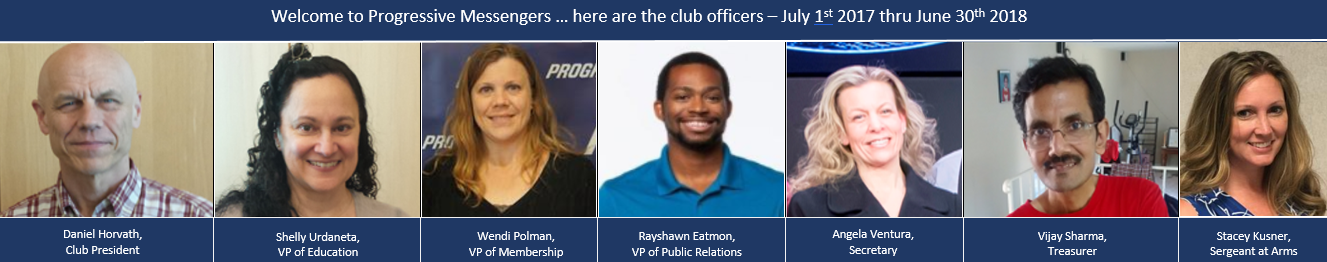 Welcome to Progressive Messengers ... here are the club officers – July 1st 2017 thru June 30th 2018
PROG
PRO
Daniel Horvath,
Club President
Shelly Urdaneta,
VP of Education
Wendi Polman,
VP of Membership
Rayshawn Eatmon,
VP of Public Relations
Angela Ventura,
Secretary
Vijay Sharma,
Treasurer
Stacey Kusner,
Sergeant at Arms